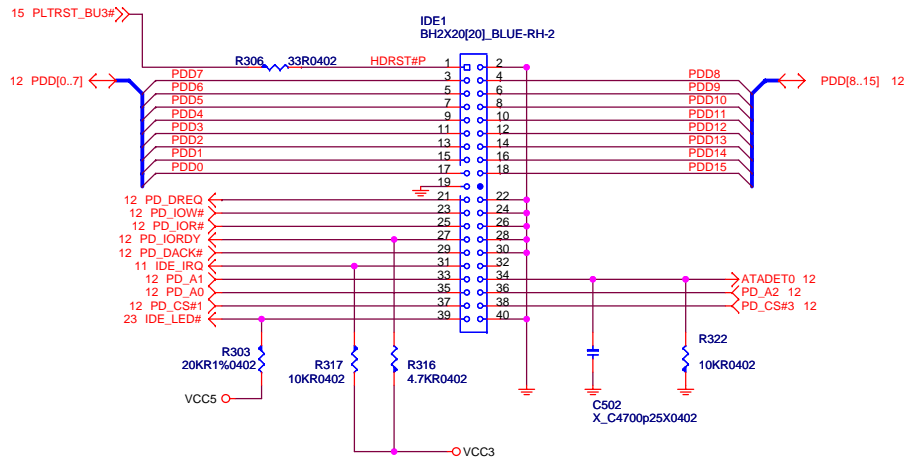 15 PLTRST_BU3#
IDE1
BH2X20[20]_BLUE-RH-2
R306 33R0402 HDRST#P 1 2
12 PDD[0..7] PDD7 3 4 PDD8 PDD[8..15] 12
PDD6 5 6 PDD9
PDD5 7 8 PDD10
PDD4 9 10 PDD11
PDD3 11 12 PDD12
PDD2 13 14 PDD13
PDD1 15 16 PDD14
PDD0 17 18 PDD15
19
12 PD_DREQ 21 22
12 PD_IOW# 23 24
12 PD_IOR# 25 26
12 PD_IORDY 27 28
12 PD_DACK# 29 30
11 IDE_IRQ 31 32
12 PD_A1 33 34 ATADET0 12
12 PD_A0 35 36 PD_A2 12
12 PD_CS#1 37 38 PD_CS#3 12
23 IDE_LED# 39 40
R303
20KR1%0402
R317
10KR0402
R316
4.7KR0402
R322
10KR0402
VCC5
C502
X_C4700p25X0402
VCC3